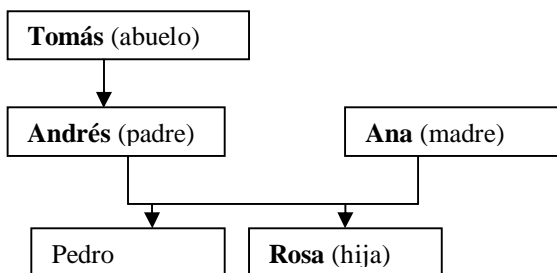 Tomás (abuelo)
Andrés (padre)
Ana (madre)
Pedro
Rosa (hija)